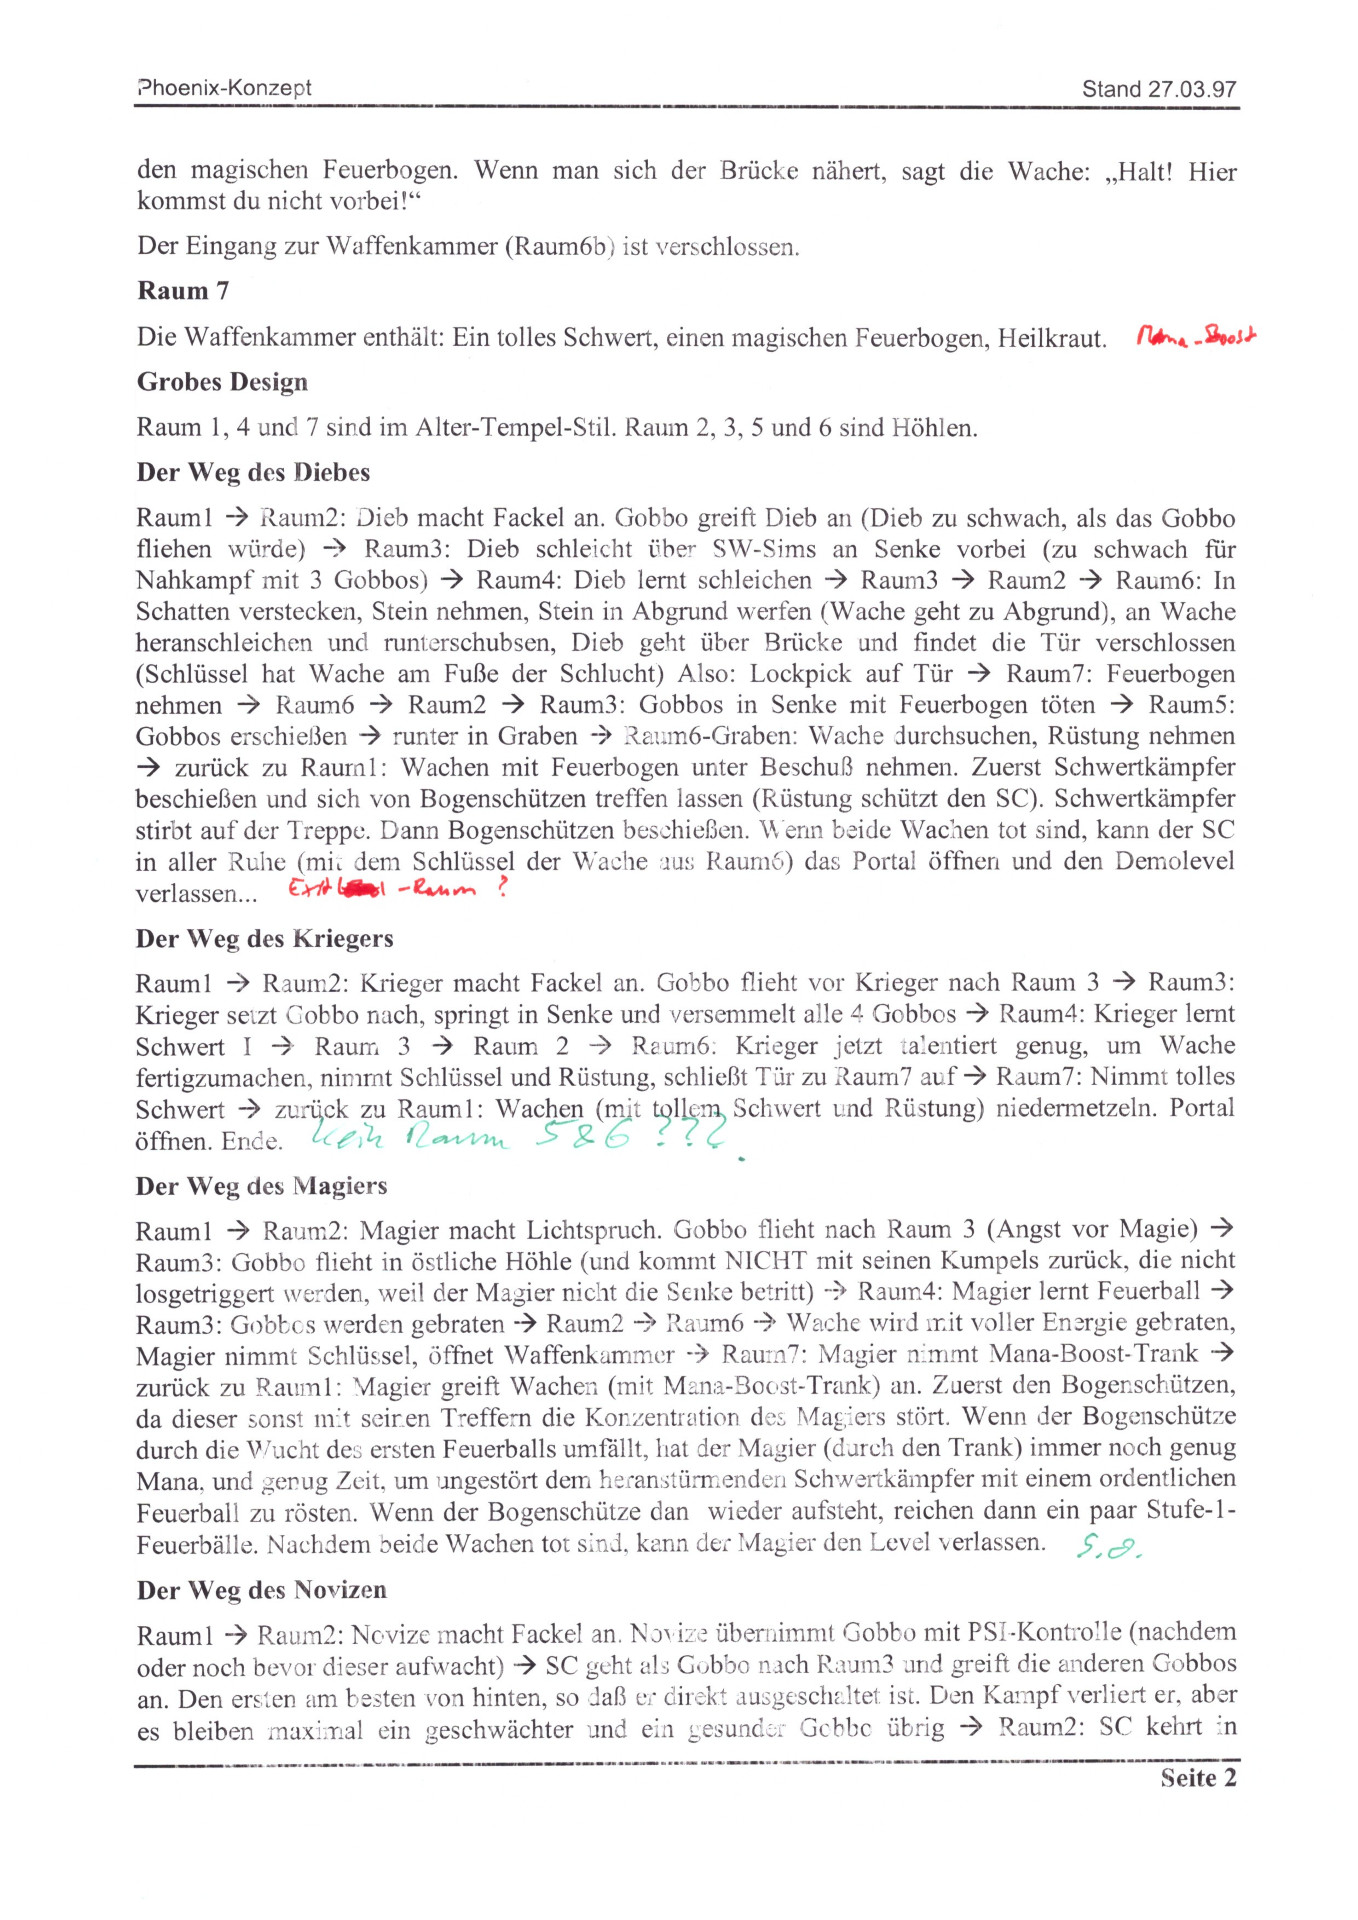 Phoenix-Konzept Stand 27.03.97
den magischen Feuerbogen. Wenn man sich der Brücke nähert, sagt die Wache: „Halt! Hier
kommst du nicht vorbei!“
Der Eingang zur Waffenkammer (Raum6b) ist verschlossen.
Raum 7
Die Waffenkammer enthält: Ein tolles Schwert, einen magischen Feuerbogen, Heilkraut. Mana-Boost
Grobes Design
Raum 1, 4 und 7 sind im Alter-Tempel-Stil. Raum 2, 3, 5 und 6 sind Höhlen.
Der Weg des Diebes
Raum1 → Raum2: Dieb macht Fackel an. Gobbo greift Dieb an (Dieb zu schwach, als das Gobbo
fliehen würde) → Raum3: Dieb schleicht über SW-Sims an Senke vorbei (zu schwach für
Nahkampf mit 3 Gobbos) → Raum4: Dieb lernt schleichen → Raum3 → Raum2 → Raum6: In
Schatten verstecken, Stein nehmen, Stein in Abgrund werfen (Wache geht zu Abgrund), an Wache
heranschleichen und runterschubsen, Dieb geht über Brücke und findet die Tür verschlossen
(Schlüssel hat Wache am Fuße der Schlucht) Also: Lockpick auf Tür → Raum7: Feuerbogen
nehmen → Raum6 → Raum2 → Raum3: Gobbos in Senke mit Feuerbogen töten → Raum5:
Gobbos erschießen → runter in Graben → Raum6-Graben: Wache durchsuchen, Rüstung nehmen
→ zurück zu Raum1: Wachen mit Feuerbogen unter Beschuß nehmen. Zuerst Schwertkämpfer
beschießen und sich von Bogenschützen treffen lassen (Rüstung schützt den SC). Schwertkämpfer
stirbt auf der Treppe. Dann Bogenschützen beschießen. Wenn beide Wachen tot sind, kann der SC
in aller Ruhe (mit dem Schlüssel der Wache aus Raum6) das Portal öffnen und den Demolevel
verlassen... Exit -Raum ?
Der Weg des Kriegers
Raum1 → Raum2: Krieger macht Fackel an. Gobbo flieht vor Krieger nach Raum 3 → Raum3:
Krieger setzt Gobbo nach, springt in Senke und versemmelt alle 4 Gobbos → Raum4: Krieger lernt
Schwert I → Raum 3 → Raum 2 → Raum6: Krieger jetzt talentiert genug, um Wache
fertigzumachen, nimmt Schlüssel und Rüstung, schließt Tür zu Raum7 auf → Raum7: Nimmt tolles
Schwert → zurück zu Raum1: Wachen (mit tollem Schwert und Rüstung) niedermetzeln. Portal
öffnen. Ende. Kein Raum 5 & 6 ???
Der Weg des Magiers
Raum1 → Raum2: Magier macht Lichtspruch. Gobbo flieht nach Raum 3 (Angst vor Magie) →
Raum3: Gobbo flieht in östliche Höhle (und kommt NICHT mit seinen Kumpels zurück, die nicht
losgetriggert werden, weil der Magier nicht die Senke betritt) → Raum4: Magier lernt Feuerball →
Raum3: Gobbos werden gebraten → Raum2 → Raum6 → Wache wird mit voller Energie gebraten,
Magier nimmt Schlüssel, öffnet Waffenkammer → Raum7: Magier nimmt Mana-Boost-Trank →
zurück zu Raum1: Magier greift Wachen (mit Mana-Boost-Trank) an. Zuerst den Bogenschützen,
da dieser sonst mit seinen Treffern die Konzentration des Magiers stört. Wenn der Bogenschütze
durch die Wucht des ersten Feuerballs umfällt, hat der Magier (durch den Trank) immer noch genug
Mana, und genug Zeit, um ungestört dem heranstürmenden Schwertkämpfer mit einem ordentlichen
Feuerball zu rösten. Wenn der Bogenschütze dan wieder aufsteht, reichen dann ein paar Stufe-1-
Feuerbälle. Nachdem beide Wachen tot sind, kann der Magier den Level verlassen. S.O.
Der Weg des Novizen
Raum1 → Raum2: Novize macht Fackel an. Novize übernimmt Gobbo mit PSI-Kontrolle (nachdem
oder noch bevor dieser aufwacht) → SC geht als Gobbo nach Raum3 und greift die anderen Gobbos
an. Den ersten am besten von hinten, so daß er direkt ausgeschaltet ist. Den Kampf verliert er, aber
es bleiben maximal ein geschwächter und ein gesunder Gobbo übrig → Raum2: SC kehrt in
Seite 2